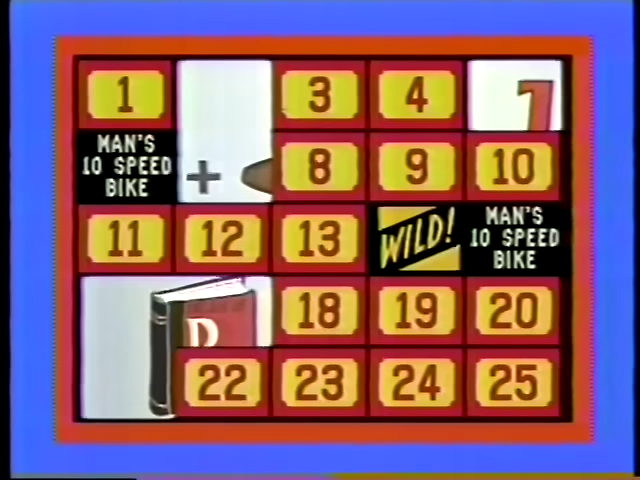 1
3
4
MAN'S
10 SPEED
BIKE
+
8
9
10
11
12
13
WILD!
MAN'S
10 SPEED
BIKE
D
18
19
20
22
23
24
25